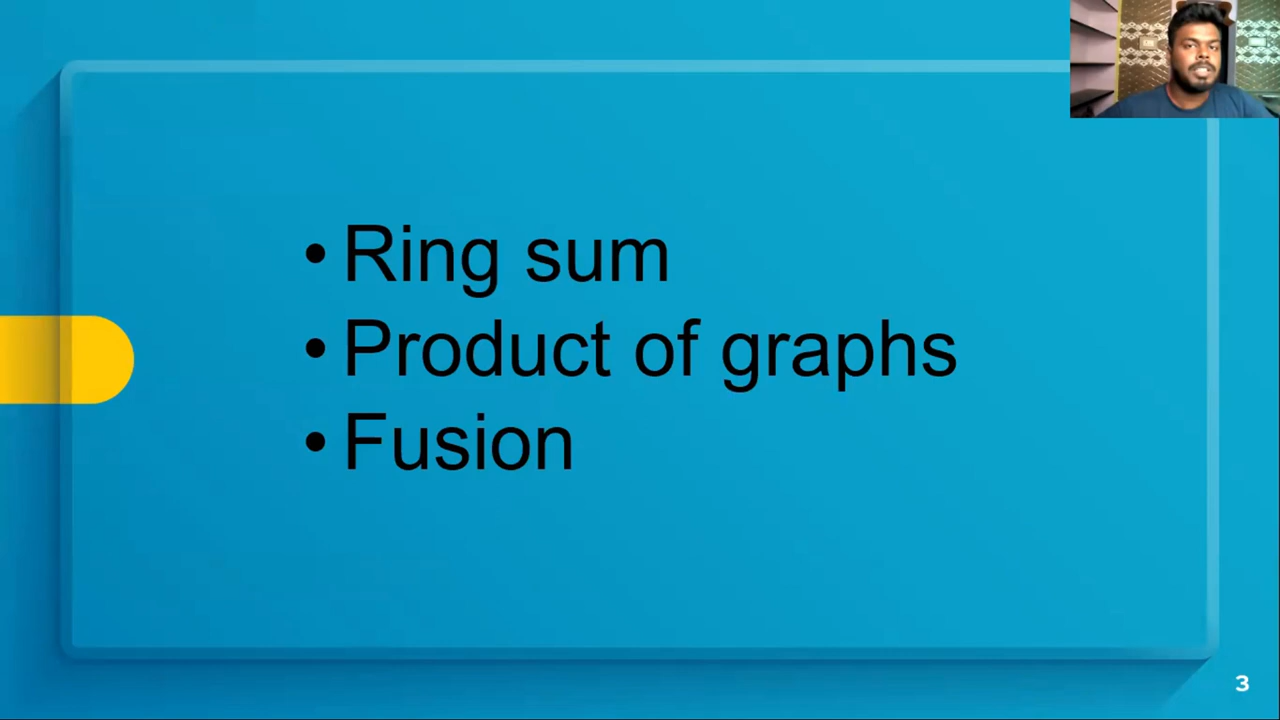 • Ring sum
• Product of graphs
• Fusion
3